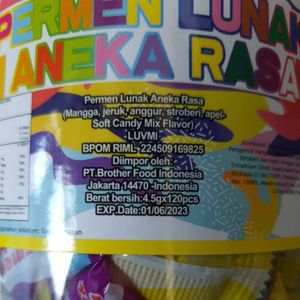 PERMEN LUNAK
ANEKA RASA
Permen Lunak Aneka Rasa
(Mangga, jeruk, anggur, stroberi, apel-
Soft Candy Mix Flavor)
LUVMI
BPOM RIML 224509169825
Diimpor oleh:
PT.Brother Food Indonesia
Jakarta 14470 -Indonesia
Berat bersih: 4.5gx120pcs
EXP.Date:01/06/2023